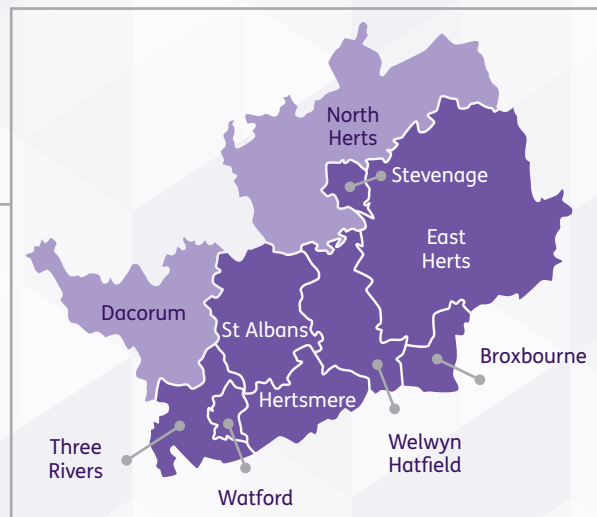 North
Herts
Stevenage
East
Herts
Dacorum
St Albans
Broxbourne
Hertsmere
Three
Rivers
Welwyn
Hatfield
Watford